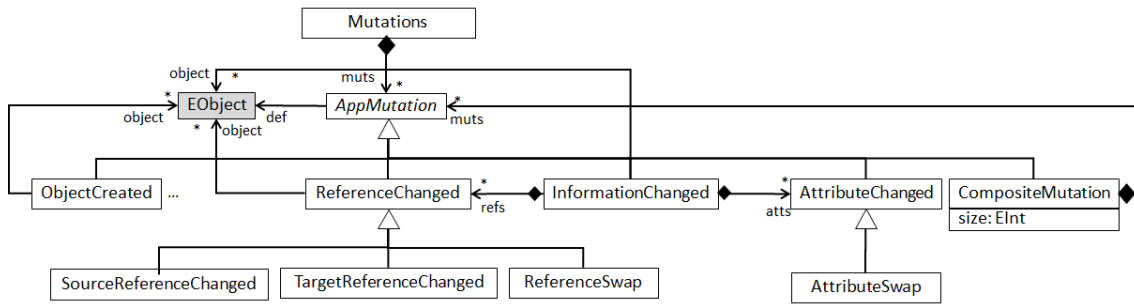 Mutations
object
*
muts
*
*
EObject
AppMutation
*
object
def
muts
*
object
ObjectCreated
...
ReferenceChanged
*
refs
InformationChanged
*
atts
AttributeChanged
CompositeMutation
size: EInt
SourceReferenceChanged
TargetReferenceChanged
ReferenceSwap
AttributeSwap